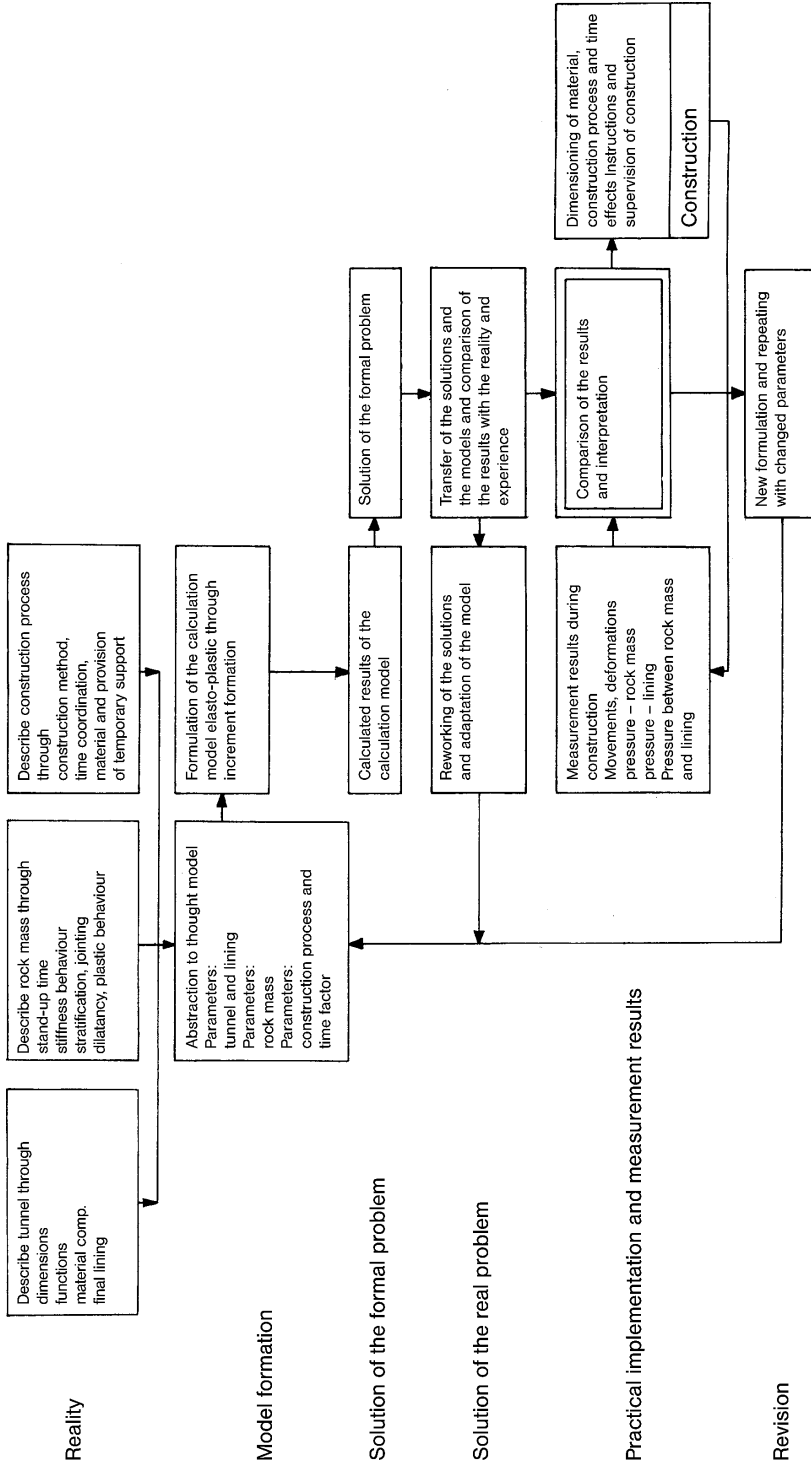 Reality
Describe tunnel through
dimensions
functions
material comp.
final lining
Describe rock mass through
stand-up time
stiffness behaviour
stratification, jointing
dilatancy, plastic behaviour
Describe construction process
through
construction method,
time coordination,
material and provision
of temporary support
Model formation
Abstraction to thought model
Parameters:
tunnel and lining
Parameters:
rock mass
Parameters:
construction process and
time factor
Formulation of the calculation
model elasto-plastic through
increment formation
Solution of the formal problem
Calculated results of the
calculation model
Solution of the formal problem
Solution of the real problem
Reworking of the solutions
and adaptation of the model
Transfer of the solutions and
the models and comparison of
the results with the reality and
experience
Practical implementation and measurement results
Measurement results during
construction
Movements, deformations
pressure – rock mass
pressure – lining
Pressure between rock mass
and lining
Comparison of the results
and interpretation
Dimensioning of material,
construction process and time
effects Instructions and
supervision of construction
Construction
Revision
New formulation and repeating
with changed parameters